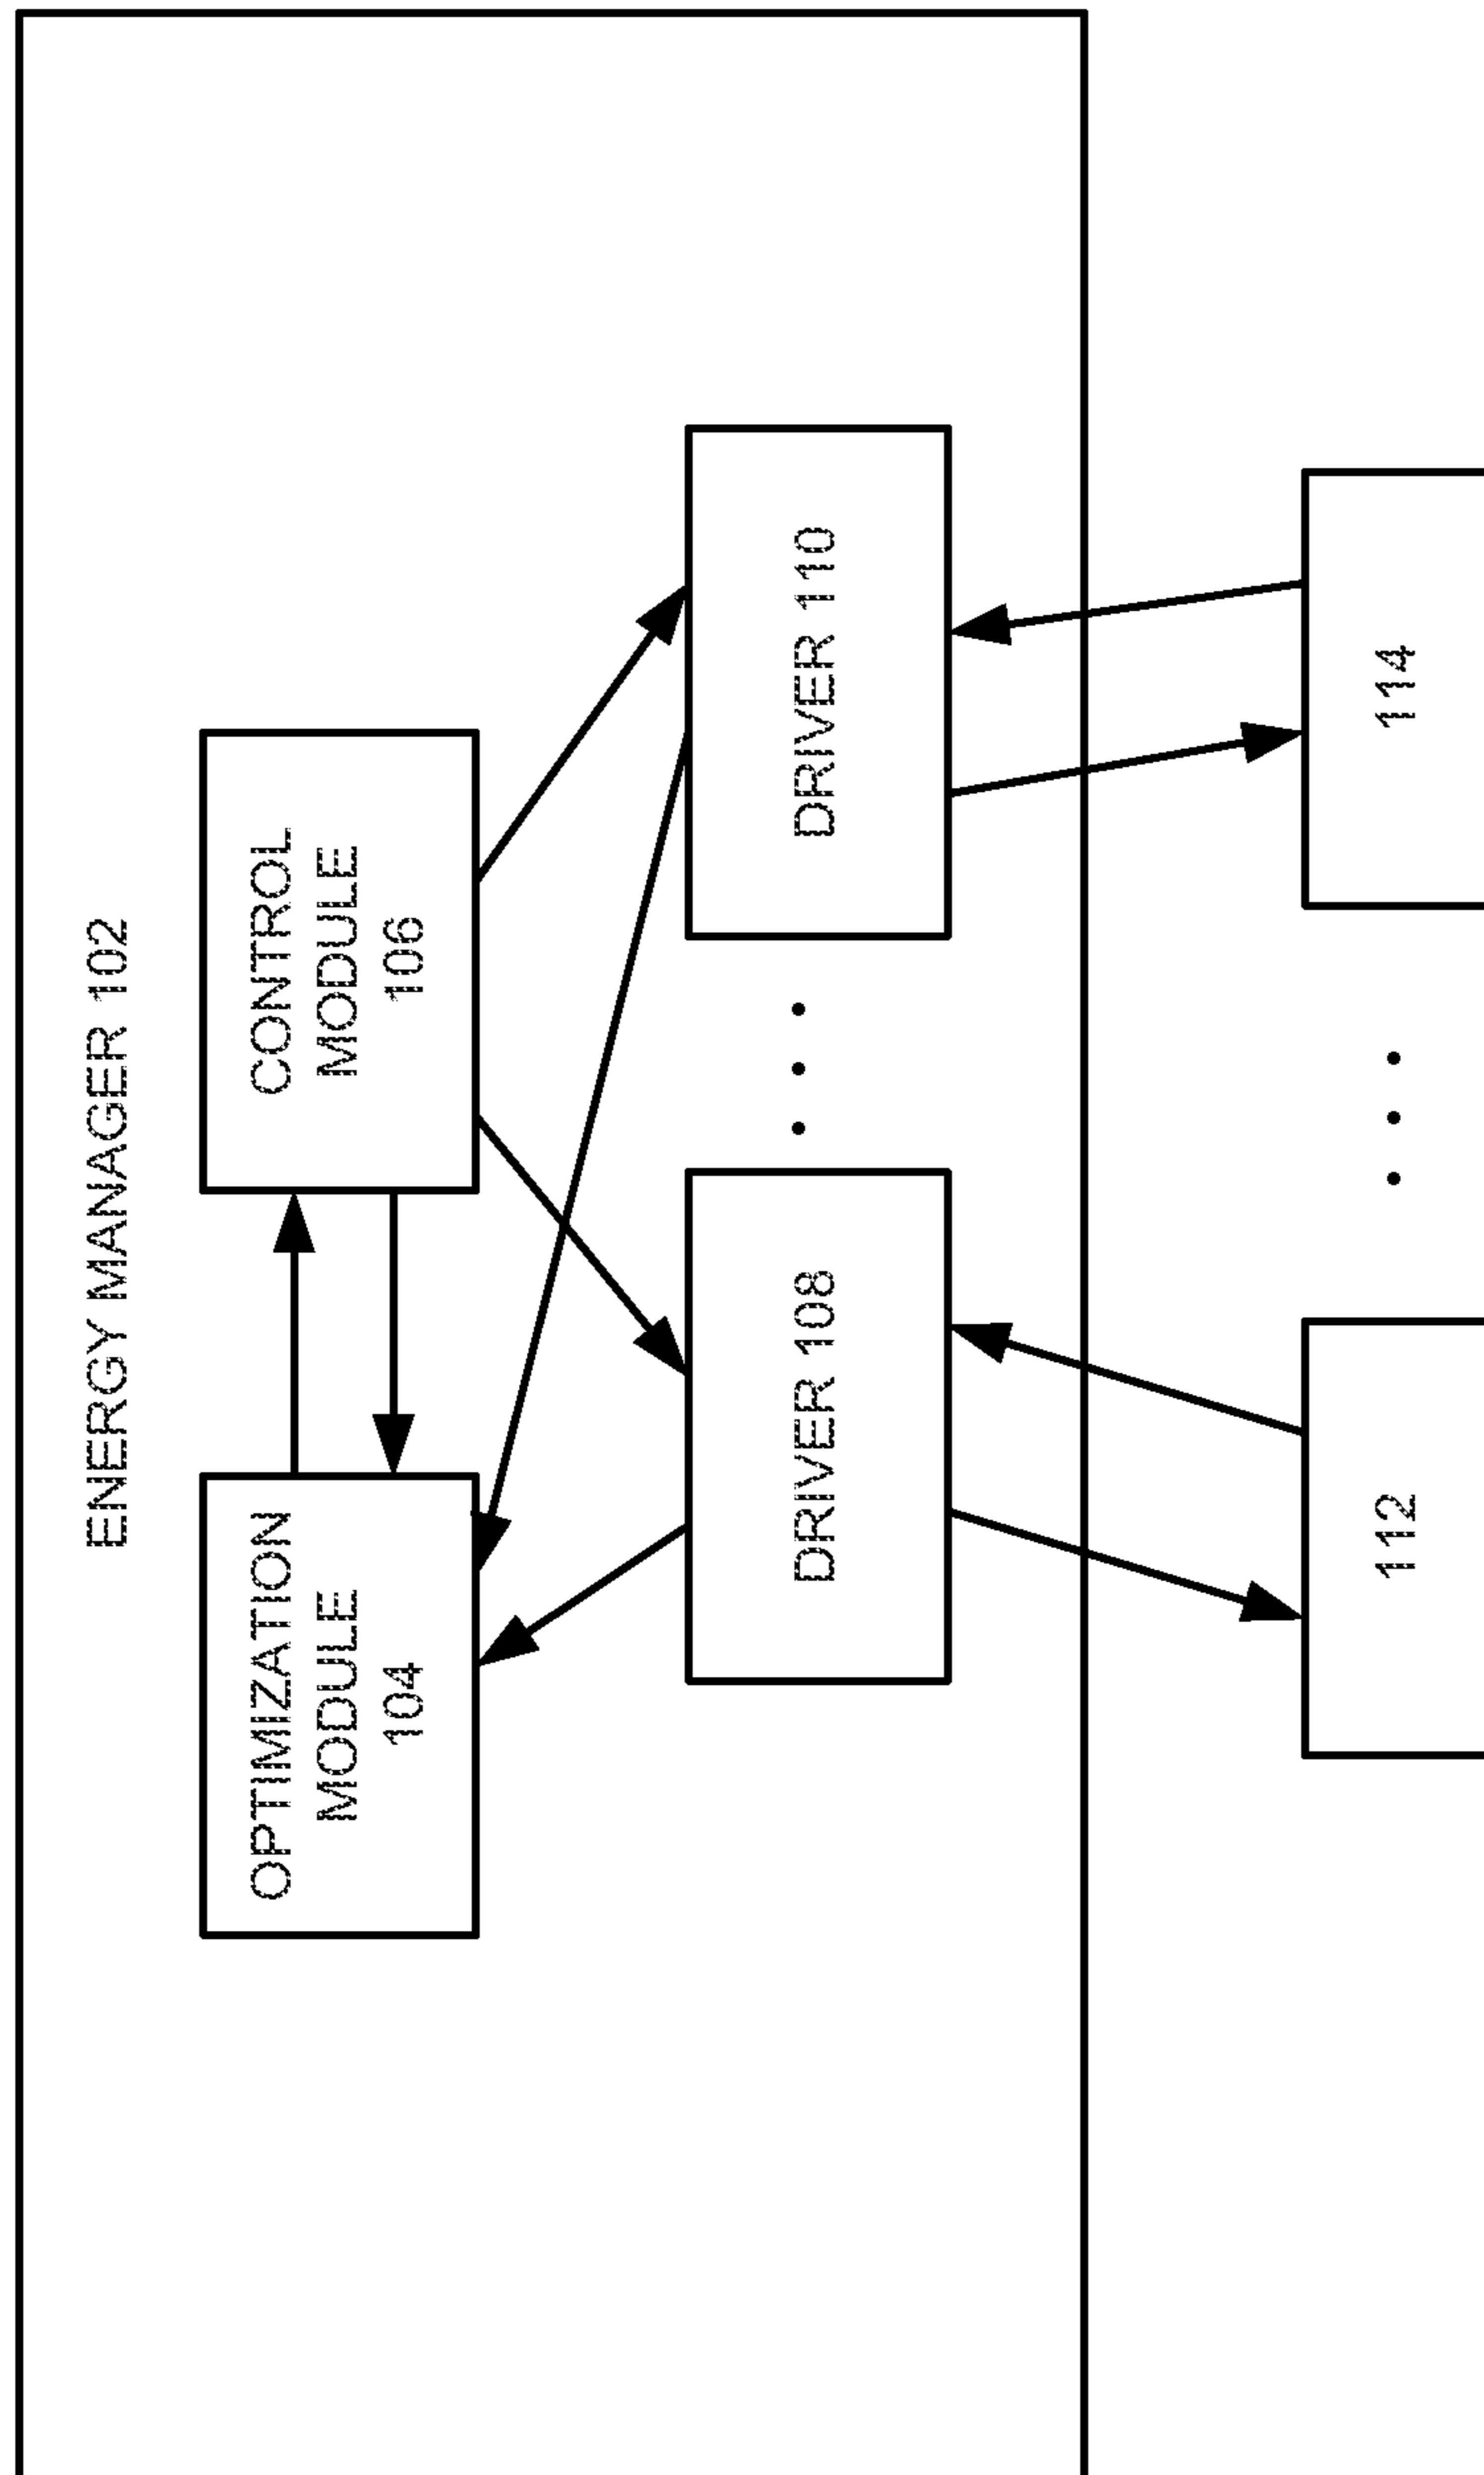 ENERGY MANAGER 102
OPTIMIZATION
MODULE
104
CONTROL
MODULE
106
DRIVER 108
DRIVER 110
112
114